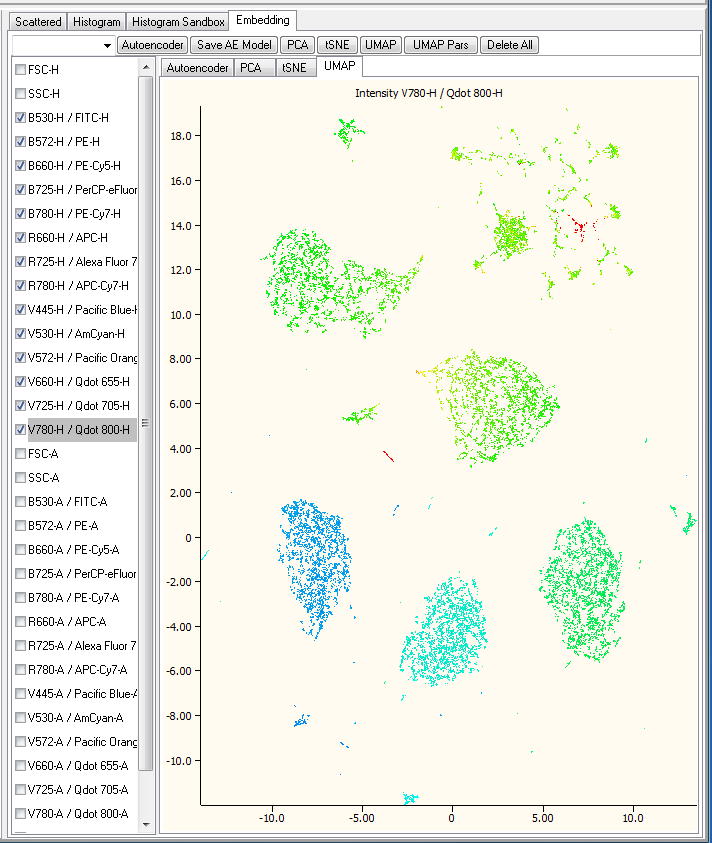 Scattered Histogram Histogram Sandbox Embedding
Autoencoder Save AE Model PCA tSNE UMAP UMAP Pars Delete All
Autoencoder PCA tSNE UMAP
FSC-H
SSC-H
B530-H / FITC-H
B572-H / PE-H
B660-H / PE-Cy5-H
B725-H / PerCP-eFluor
B780-H / PE-Cy7-H
R660-H / APC-H
R725-H / Alexa Fluor 7
R780-H / APC-Cy7-H
V445-H / Pacific Blue-H
V530-H / AmCyan-H
V572-H / Pacific Orang
V660-H / Qdot 655-H
V725-H / Qdot 705-H
V780-H / Qdot 800-H
FSC-A
SSC-A
B530-A / FITC-A
B572-A / PE-A
B660-A / PE-Cy5-A
B725-A / PerCP-eFluor
B780-A / PE-Cy7-A
R660-A / APC-A
R725-A / Alexa Fluor 7
R780-A / APC-Cy7-A
V445-A / Pacific Blue-A
V530-A / AmCyan-A
V572-A / Pacific Orang
V660-A / Qdot 655-A
V725-A / Qdot 705-A
V780-A / Qdot 800-A
Intensity V780-H / Qdot 800-H
18.0
16.0
14.0
12.0
10.0
8.00
6.00
4.00
2.00
0
-2.00
-4.00
-6.00
-8.00
-10.0
-10.0 -5.00 0 5.00 10.0